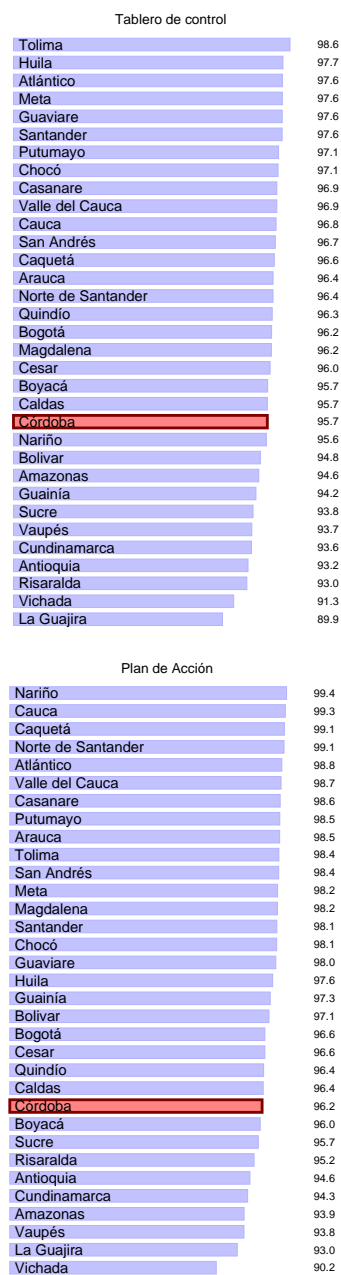 Tablero de control
Tolima 98.6
Huila 97.7
Atlántico 97.6
Meta 97.6
Guaviare 97.6
Santander 97.6
Putumayo 97.1
Chocó 97.1
Casanare 96.9
Valle del Cauca 96.9
Cauca 96.8
San Andrés 96.7
Caquetá 96.6
Arauca 96.4
Norte de Santander 96.4
Quindío 96.3
Bogotá 96.2
Magdalena 96.2
Cesar 96.0
Boyacá 95.7
Caldas 95.7
Córdoba 95.7
Nariño 95.6
Bolivar 94.8
Amazonas 94.6
Guainía 94.2
Sucre 93.8
Vaupés 93.7
Cundinamarca 93.6
Antioquia 93.2
Risaralda 93.0
Vichada 91.3
La Guajira 89.9
Plan de Acción
Nariño 99.4
Cauca 99.3
Caquetá 99.1
Norte de Santander 99.1
Atlántico 98.8
Valle del Cauca 98.7
Casanare 98.6
Putumayo 98.5
Arauca 98.5
Tolima 98.4
San Andrés 98.4
Meta 98.2
Magdalena 98.2
Santander 98.1
Chocó 98.1
Guaviare 98.0
Huila 97.6
Guainía 97.3
Bolivar 97.1
Bogotá 96.6
Cesar 96.6
Quindío 96.4
Caldas 96.4
Córdoba 96.2
Boyacá 96.0
Sucre 95.7
Risaralda 95.2
Antioquia 94.6
Cundinamarca 94.3
Amazonas 93.9
Vaupés 93.8
La Guajira 93.0
Vichada 90.2